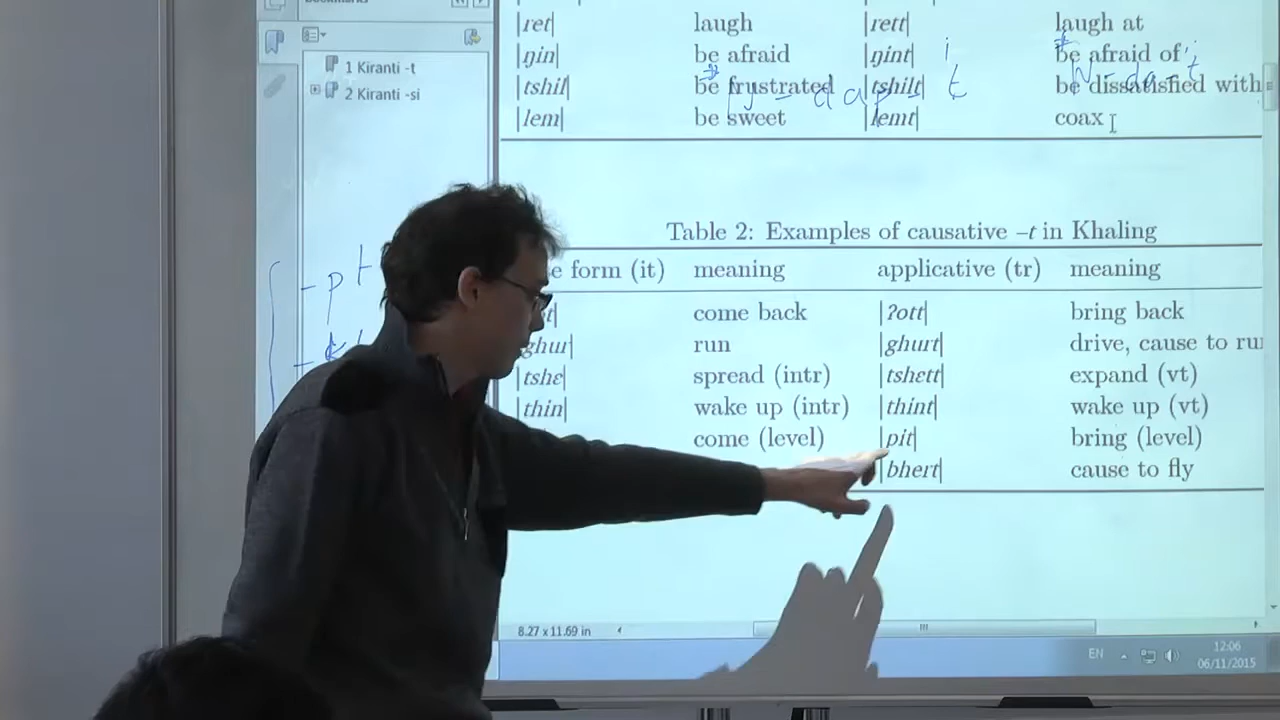 |ret| laugh |rett| laugh at
|ŋin| be afraid |ŋint| be afraid of
|tshil| be frustrated |tshilt| be dissatisfied with
|lem| be sweet |lemt| coax
1 Kiranti -t
2 Kiranti -si
Table 2: Examples of causative –t in Khaling
form (it) meaning applicative (tr) meaning
come back |ʔott| bring back
ghur| run |ghurt| drive, cause to ru
|tshe| spread (intr) |tshett| expand (vt)
|thin| wake up (intr) |thint| wake up (vt)
come (level) |pit| bring (level)
|bhert| cause to fly
- p t
8.27 x 11.69 in
EN 12:06
06/11/2015